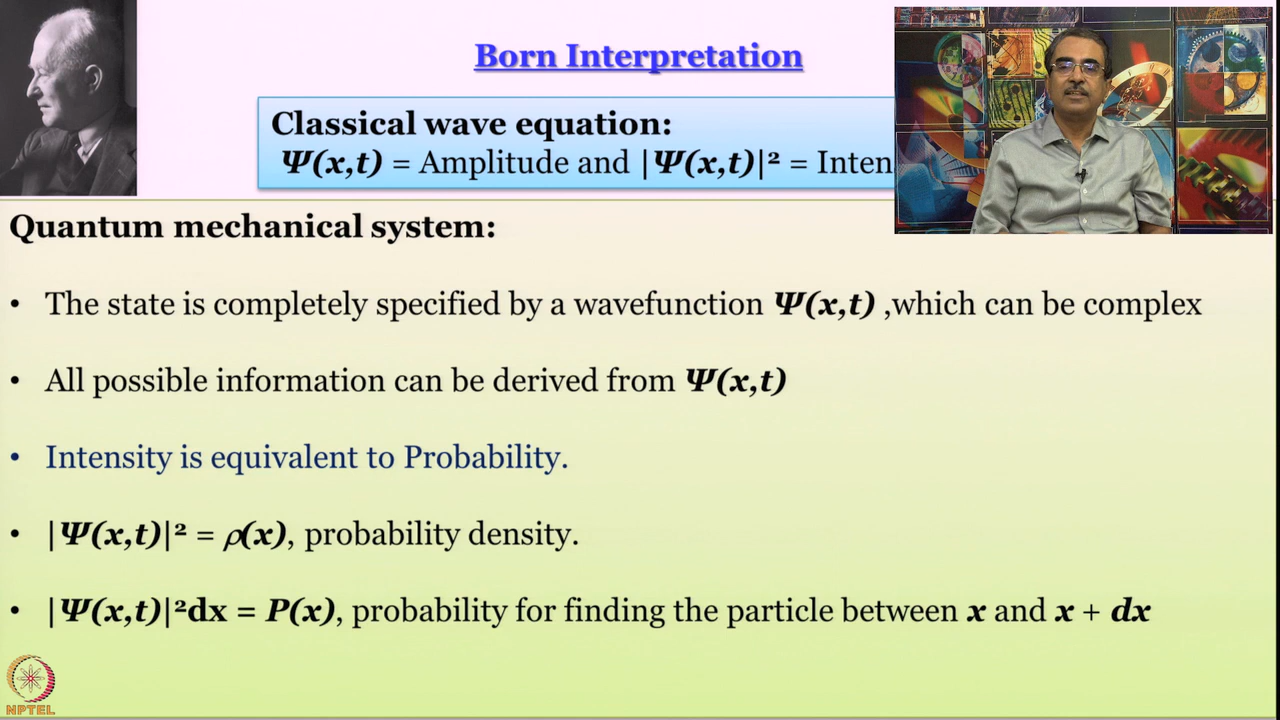 Born Interpretation
Classical wave equation:
Ψ(x,t) = Amplitude and |Ψ(x,t)|² = Inten
Quantum mechanical system:
• The state is completely specified by a wavefunction Ψ(x,t) ,which can be complex
• All possible information can be derived from Ψ(x,t)
• Intensity is equivalent to Probability.
• |Ψ(x,t)|² = ρ(x), probability density.
• |Ψ(x,t)|²dx = P(x), probability for finding the particle between x and x + dx
NPTEL